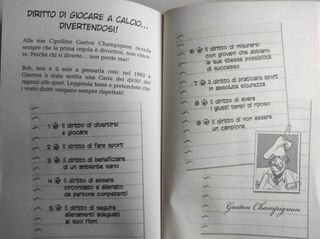 DIRITTO DI GIOCARE A CALCIO...
DIVERTENDOSI!
Alle sue Cipolline Gaston Champignon ricorda
sempre che la prima regola è divertirsi, non vince-
re. Perché chi si diverte... non perde mai!
Beh, non è il solo a pensarla così: nel 1992 a
Ginevra è stata scritta una Carta dei diritti dei
ragazzi allo sport. Leggetela bene e pretendete che
i vostri diritti vengano sempre rispettati!
1 Il diritto di divertirsi
e giocare
2 Il diritto di fare sport
3 Il diritto di beneficiare
di un ambiente sano
4 Il diritto di essere
circondato e allenato
da persone competenti
5 Il diritto di seguire
allenamenti adeguati
ai suoi ritmi
6 Il diritto di misurarsi
con giovani che abbiano
le sue stesse possibilità
di successo
7 Il diritto di praticare sport
in assoluta sicurezza
8 Il diritto di avere
i giusti tempi di riposo
9 Il diritto di non essere
un campione
Gaston Champignon